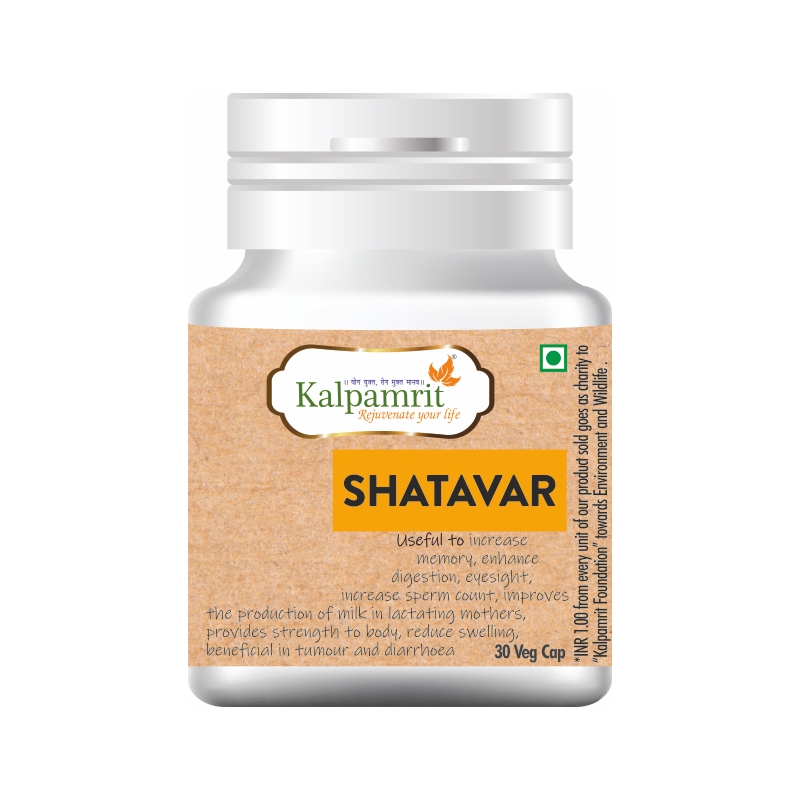 ॥ योग युक्त, रोग मुक्त मानव॥
Kalpamrit®
Rejuvenate your life
SHATAVAR
Useful to increase
memory, enhance
digestion, eyesight,
increase sperm count, improves
the production of milk in lactating mothers,
provides strength to body, reduce swelling,
beneficial in tumour and diarrhoea
30 Veg Cap
*INR 1.00 from every unit of our product sold goes as charity to
"Kalpamrit Foundation" towards Environment and Wildlife .